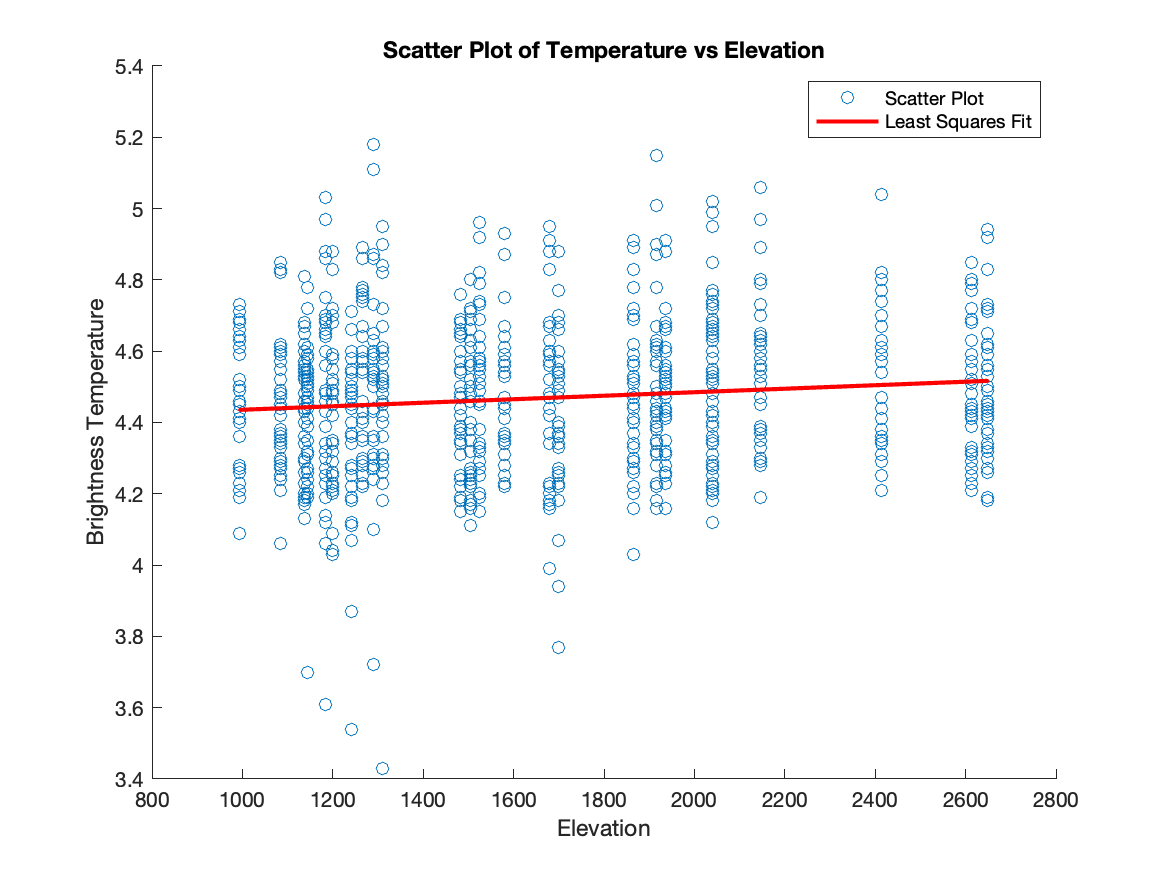 Scatter Plot of Temperature vs Elevation
5.4
5.2
5
4.8
4.6
4.4
4.2
4
3.8
3.6
3.4
Brightness Temperature
Scatter Plot
Least Squares Fit
800 1000 1200 1400 1600 1800 2000 2200 2400 2600 2800
Elevation